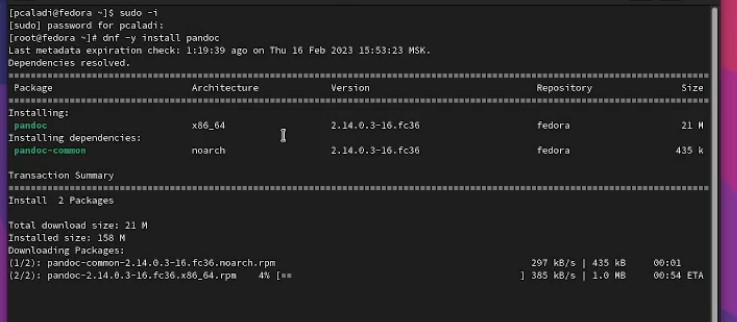 [pcaladi@fedora ~]$ sudo -i
[sudo] password for pcaladi:
[root@fedora ~]# dnf -y install pandoc
Last metadata expiration check: 1:19:39 ago on Thu 16 Feb 2023 15:53:23 MSK.
Dependencies resolved.
================================================================================
Package Architecture Version Repository Size
================================================================================
Installing:
pandoc x86_64 2.14.0.3-16.fc36 fedora 21 M
Installing dependencies:
pandoc-common noarch 2.14.0.3-16.fc36 fedora 435 k
Transaction Summary
================================================================================
Install 2 Packages
Total download size: 21 M
Installed size: 158 M
Downloading Packages:
(1/2): pandoc-common-2.14.0.3-16.fc36.noarch.rpm 297 kB/s | 435 kB 00:01
(2/2): pandoc-2.14.0.3-16.fc36.x86_64.rpm 4% [== ] 385 kB/s | 1.0 MB 00:54 ETA